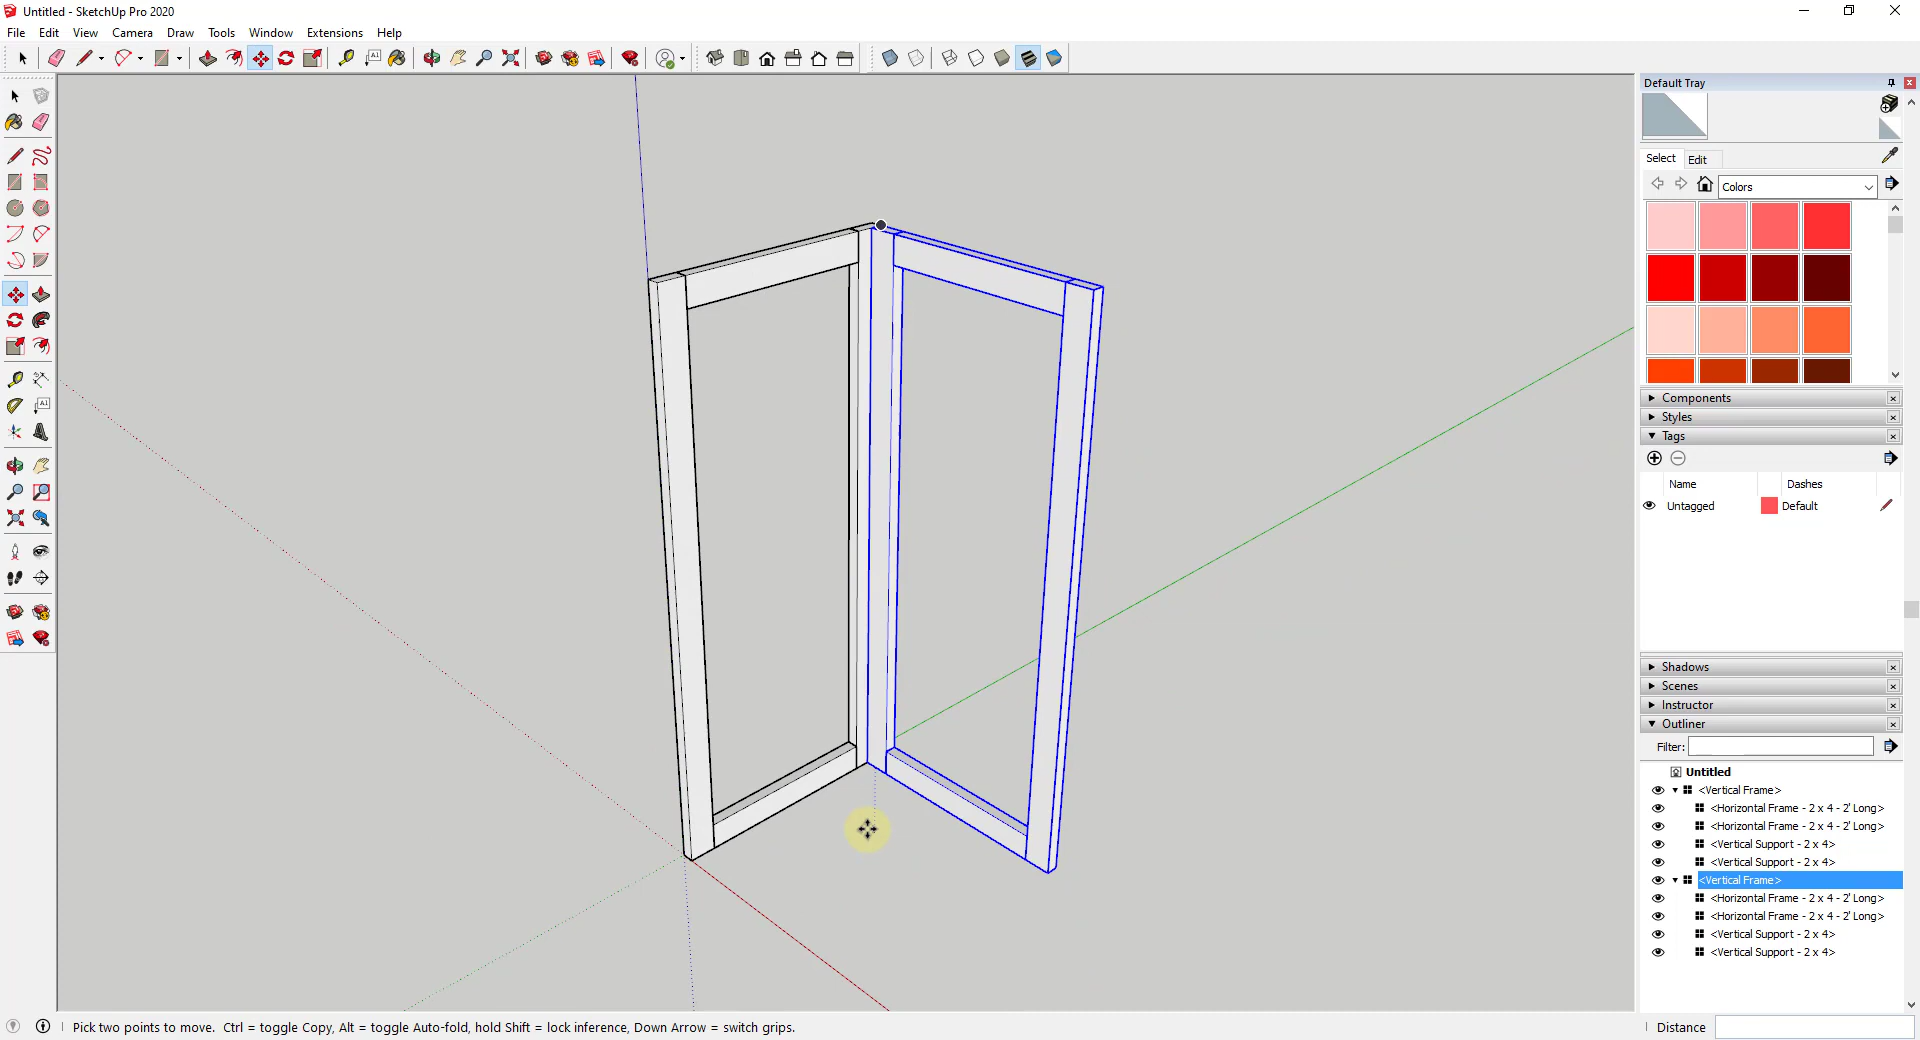 Untitled - SketchUp Pro 2020
File Edit View Camera Draw Tools Window Extensions Help
Default Tray
Select Edit
Colors
Components
Styles
Tags
Name Dashes
Untagged Default
Shadows
Scenes
Instructor
Outliner
Filter:
Untitled
<Vertical Frame>
<Horizontal Frame - 2 x 4 - 2' Long>
<Horizontal Frame - 2 x 4 - 2' Long>
<Vertical Support - 2 x 4>
<Vertical Support - 2 x 4>
<Vertical Frame>
<Horizontal Frame - 2 x 4 - 2' Long>
<Horizontal Frame - 2 x 4 - 2' Long>
<Vertical Support - 2 x 4>
<Vertical Support - 2 x 4>
Pick two points to move. Ctrl = toggle Copy, Alt = toggle Auto-fold, hold Shift = lock inference, Down Arrow = switch grips.
Distance